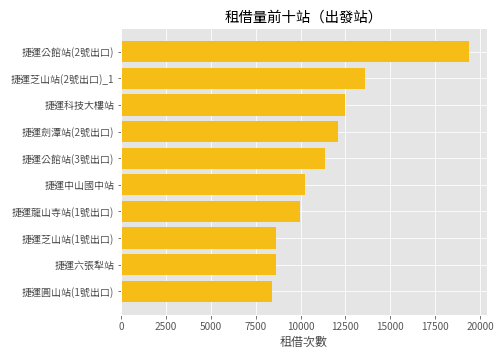 租借量前十站（出發站）
捷運公館站(2號出口)
捷運芝山站(2號出口)_1
捷運科技大樓站
捷運劍潭站(2號出口)
捷運公館站(3號出口)
捷運中山國中站
捷運龍山寺站(1號出口)
捷運芝山站(1號出口)
捷運六張犁站
捷運圓山站(1號出口)
0 2500 5000 7500 10000 12500 15000 17500 20000
租借次數